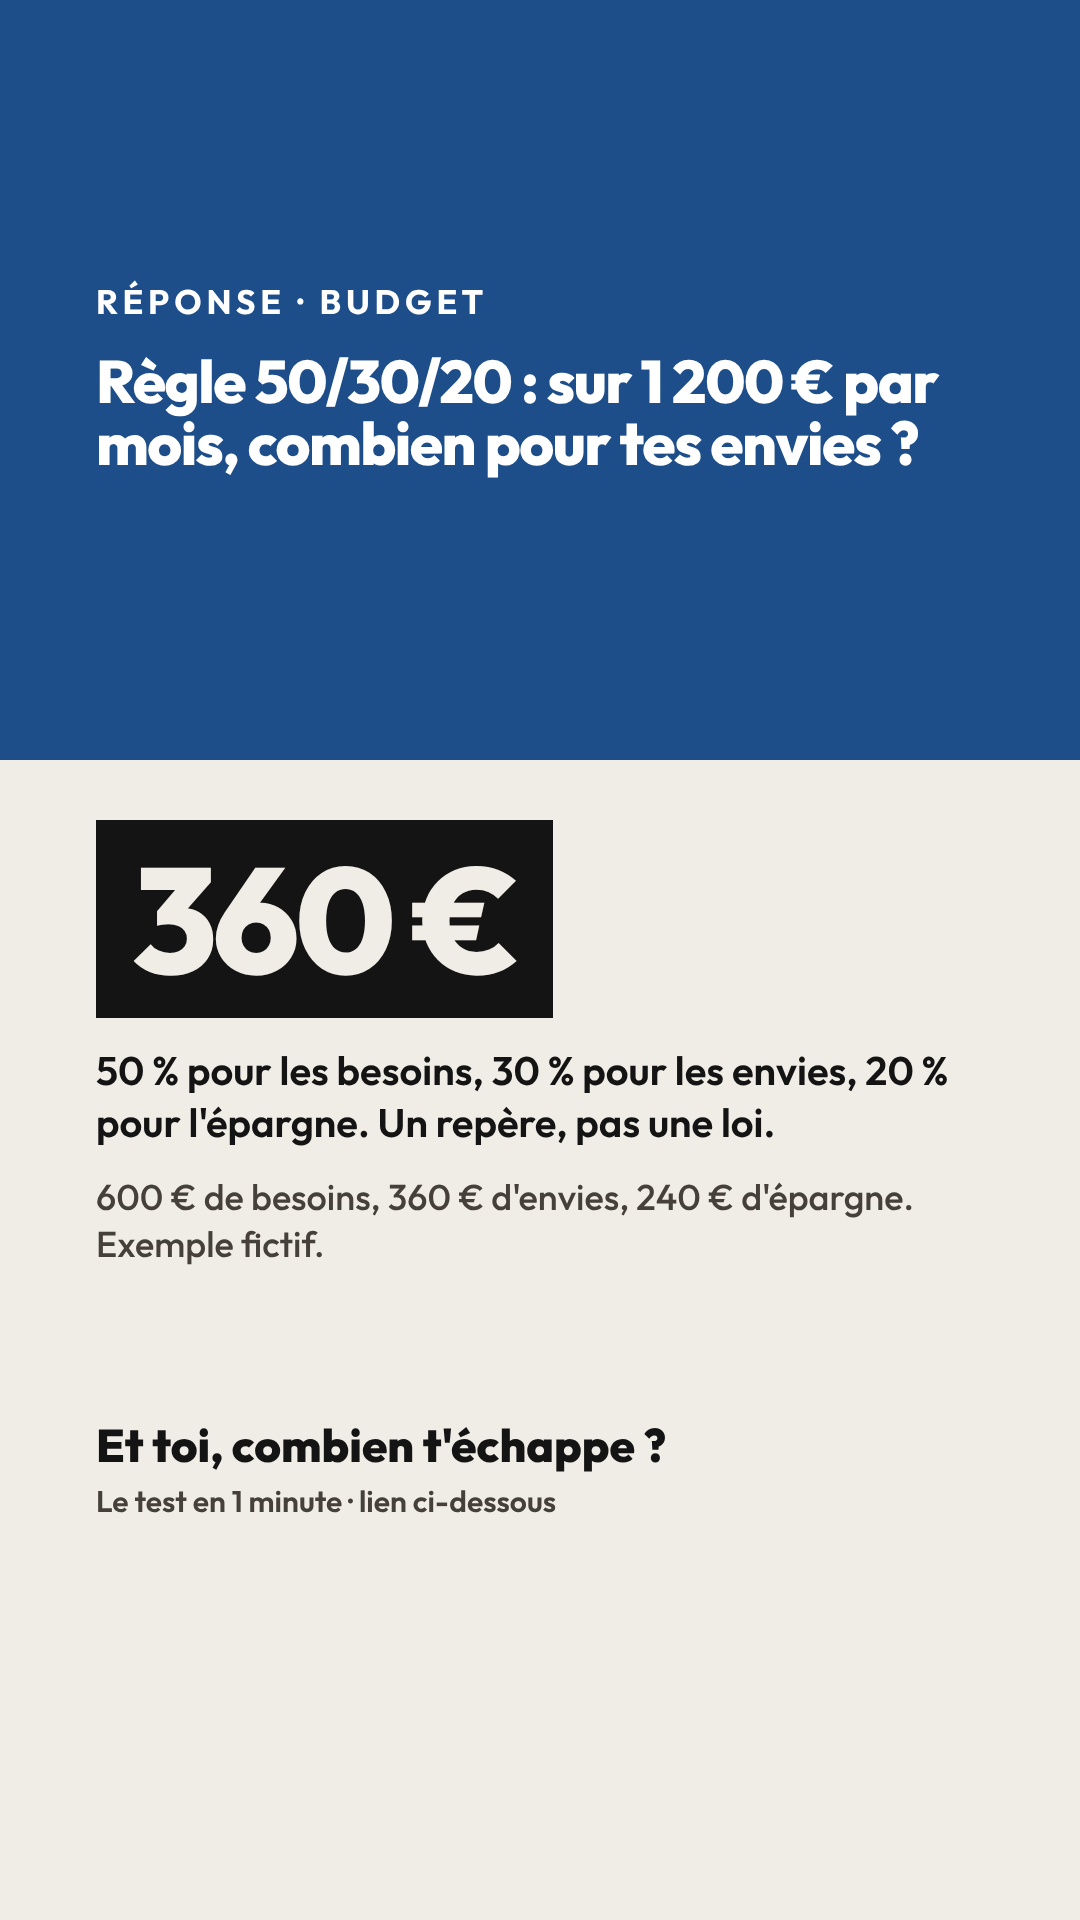 RÉPONSE · BUDGET
Règle 50/30/20 : sur 1 200 € par
mois, combien pour tes envies ?
360 €
50 % pour les besoins, 30 % pour les envies, 20 %
pour l'épargne. Un repère, pas une loi.
600 € de besoins, 360 € d'envies, 240 € d'épargne.
Exemple fictif.
Et toi, combien t'échappe ?
Le test en 1 minute · lien ci-dessous